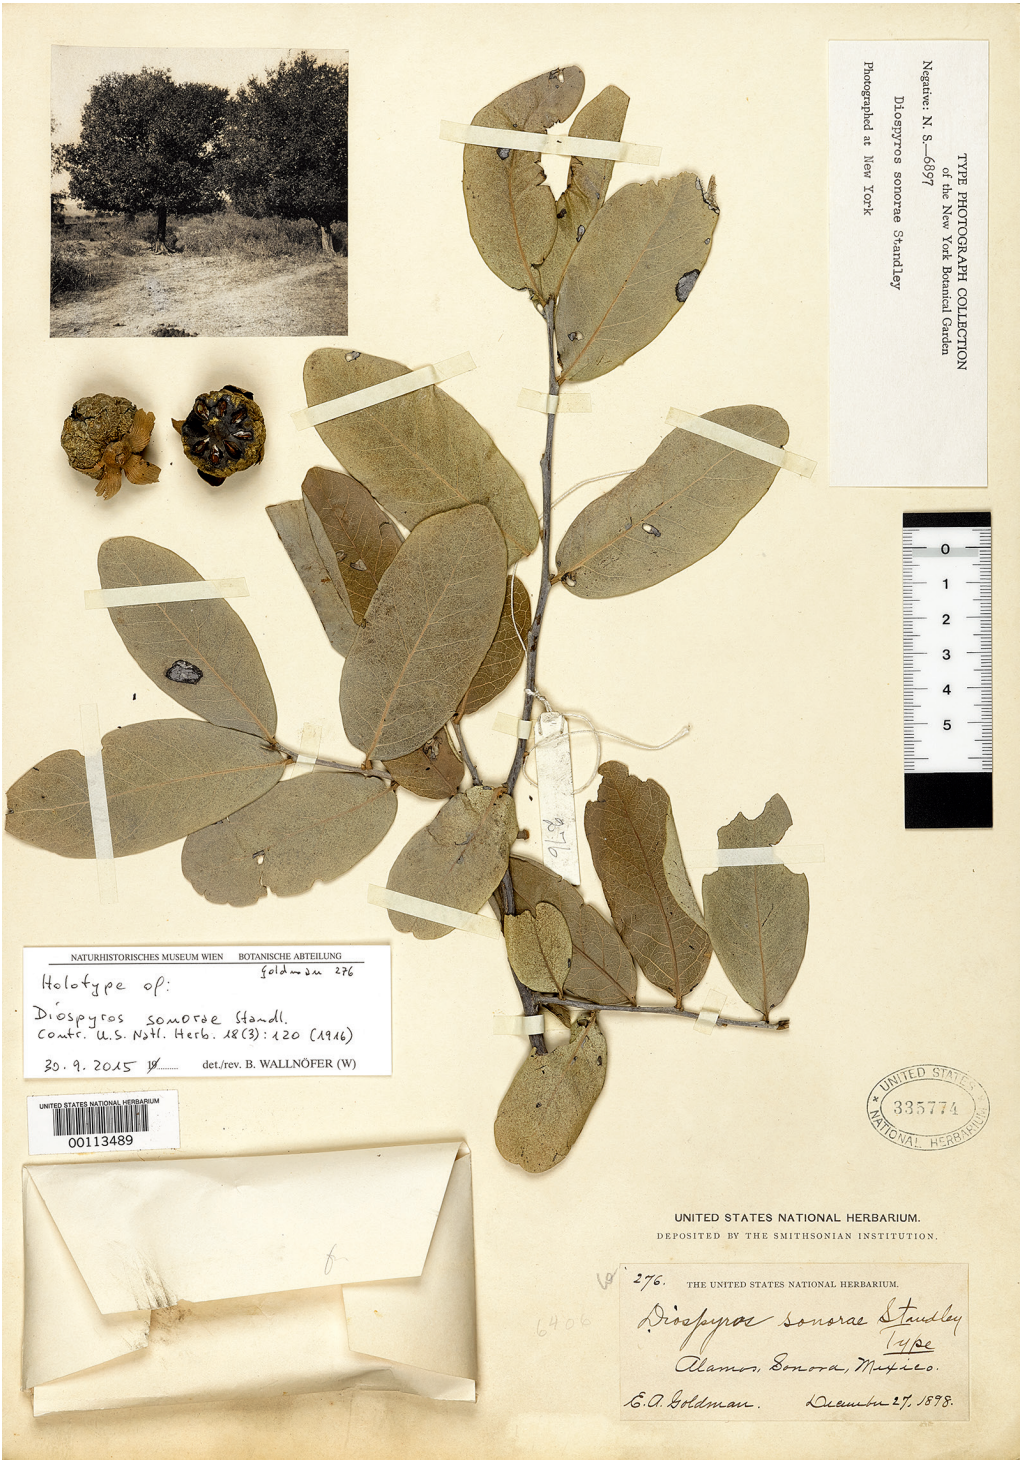 TYPE PHOTOGRAPH COLLECTION
of the New York Botanical Garden
Negative: N. S.—6897
Diospyros sonorae Standley
Photographed at New York
0
1
2
3
4
5
276
NATURHISTORISCHES MUSEUM WIEN BOTANISCHE ABTEILUNG
Goldman 276
Holotype of:
Diospyros sonorae Standl.
Contr. U.S. Natl. Herb. 18(3): 120 (1916)
30.9.2015 19.......... det./rev. B. WALLNÖFER (W)
UNITED STATES NATIONAL HERBARIUM
00113489
UNITED STATES
335774
NATIONAL HERBARIUM
UNITED STATES NATIONAL HERBARIUM.
DEPOSITED BY THE SMITHSONIAN INSTITUTION.
276. THE UNITED STATES NATIONAL HERBARIUM.
Diospyros sonorae Standley
Type
Alamos, Sonora, Mexico.
E. A. Goldman. December 27, 1898.
6406